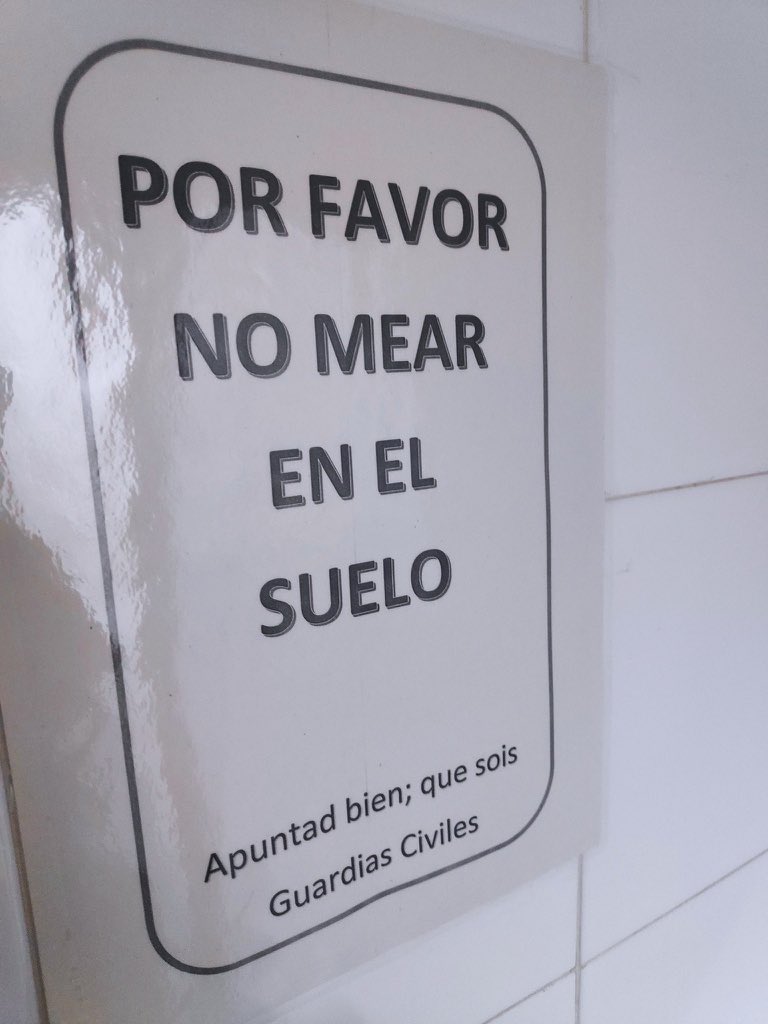 POR FAVOR
NO MEAR
EN EL
SUELO
Apuntad bien; que sois
Guardias Civiles